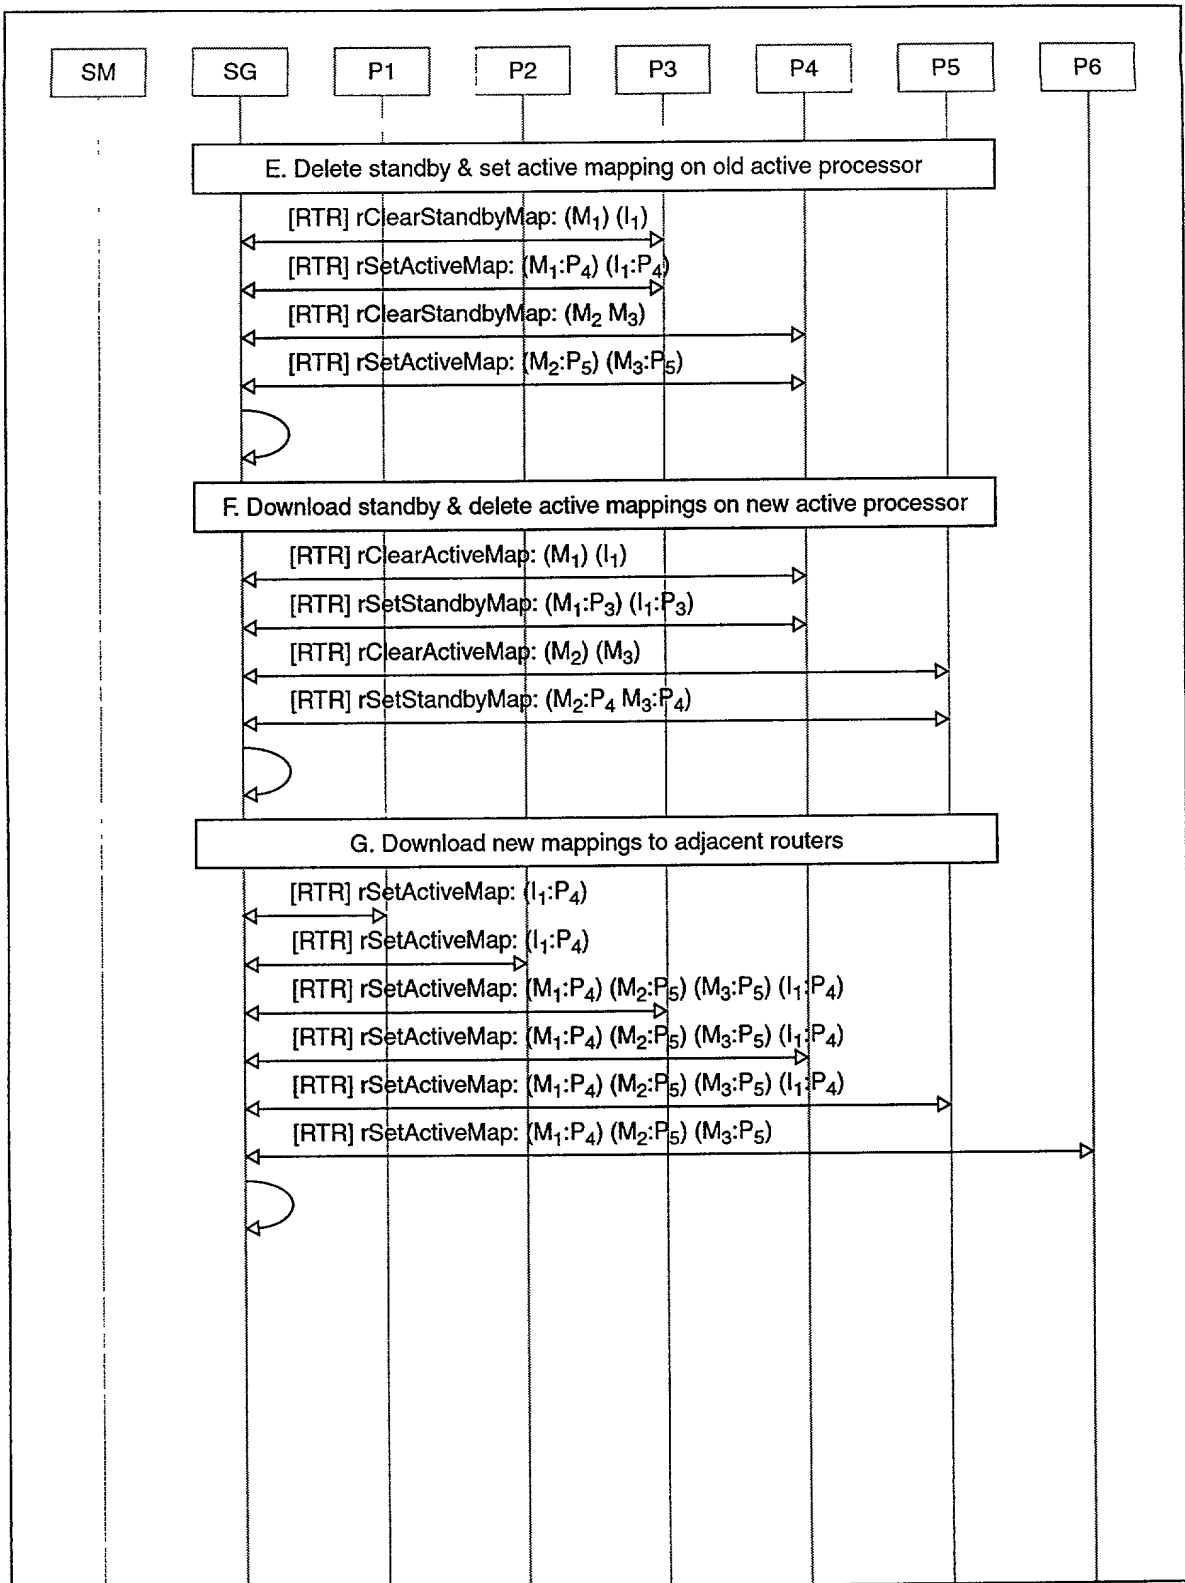 SM SG P1 P2 P3 P4 P5 P6
E. Delete standby & set active mapping on old active processor
[RTR] rClearStandbyMap: (M₁) (I₁)
[RTR] rSetActiveMap: (M₁:P₄) (I₁:P₄)
[RTR] rClearStandbyMap: (M₂ M₃)
[RTR] rSetActiveMap: (M₂:P₅) (M₃:P₅)
F. Download standby & delete active mappings on new active processor
[RTR] rClearActiveMap: (M₁) (I₁)
[RTR] rSetStandbyMap: (M₁:P₃) (I₁:P₃)
[RTR] rClearActiveMap: (M₂) (M₃)
[RTR] rSetStandbyMap: (M₂:P₄ M₃:P₄)
G. Download new mappings to adjacent routers
[RTR] rSetActiveMap: (I₁:P₄)
[RTR] rSetActiveMap: (I₁:P₄)
[RTR] rSetActiveMap: (M₁:P₄) (M₂:P₅) (M₃:P₅) (I₁:P₄)
[RTR] rSetActiveMap: (M₁:P₄) (M₂:P₅) (M₃:P₅) (I₁:P₄)
[RTR] rSetActiveMap: (M₁:P₄) (M₂:P₅) (M₃:P₅) (I₁:P₄)
[RTR] rSetActiveMap: (M₁:P₄) (M₂:P₅) (M₃:P₅)